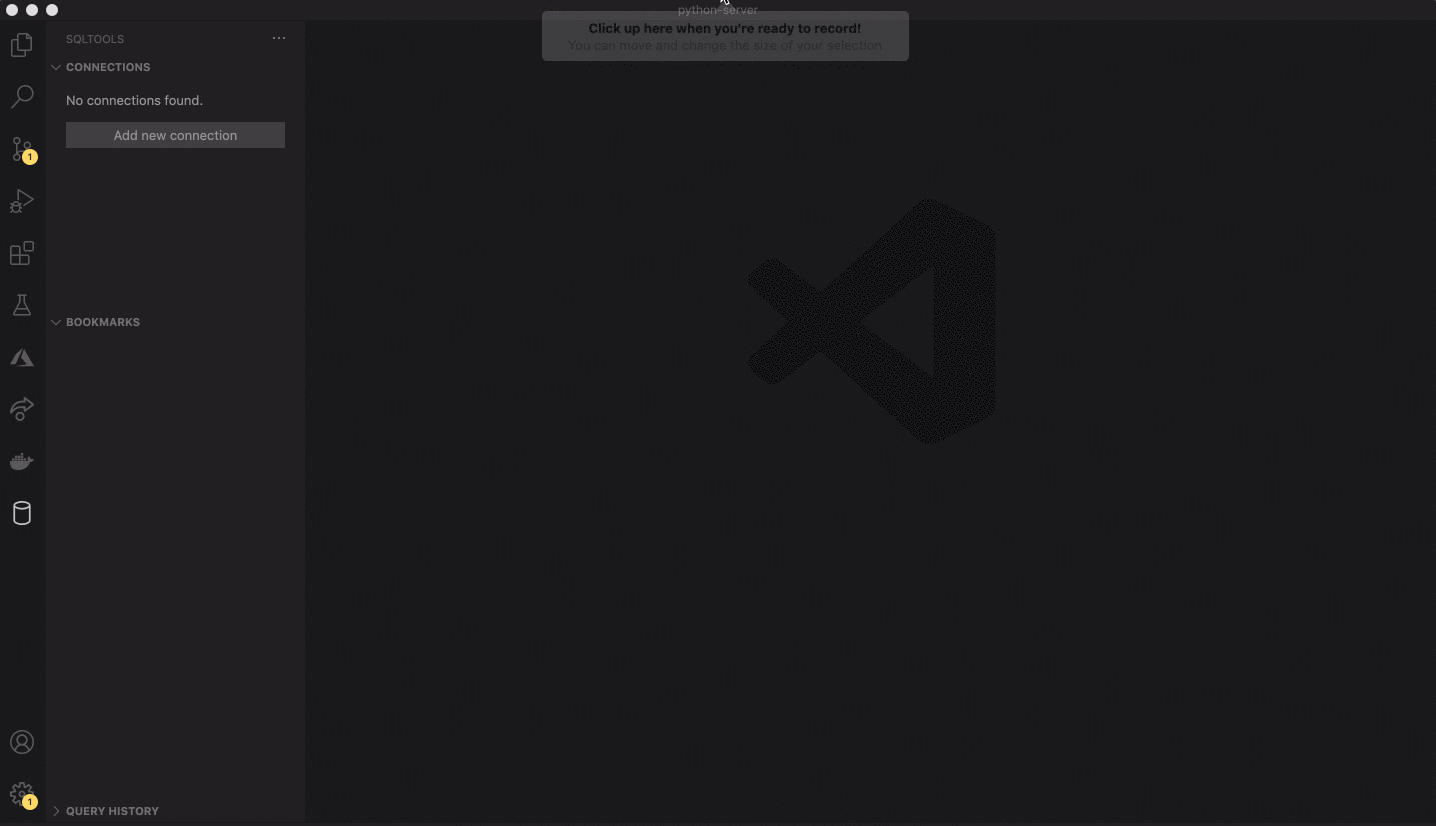 python-server
Click up here when you're ready to record!
You can move and change the size of your selection
SQLTOOLS
CONNECTIONS
No connections found.
Add new connection
1
BOOKMARKS
1
QUERY HISTORY